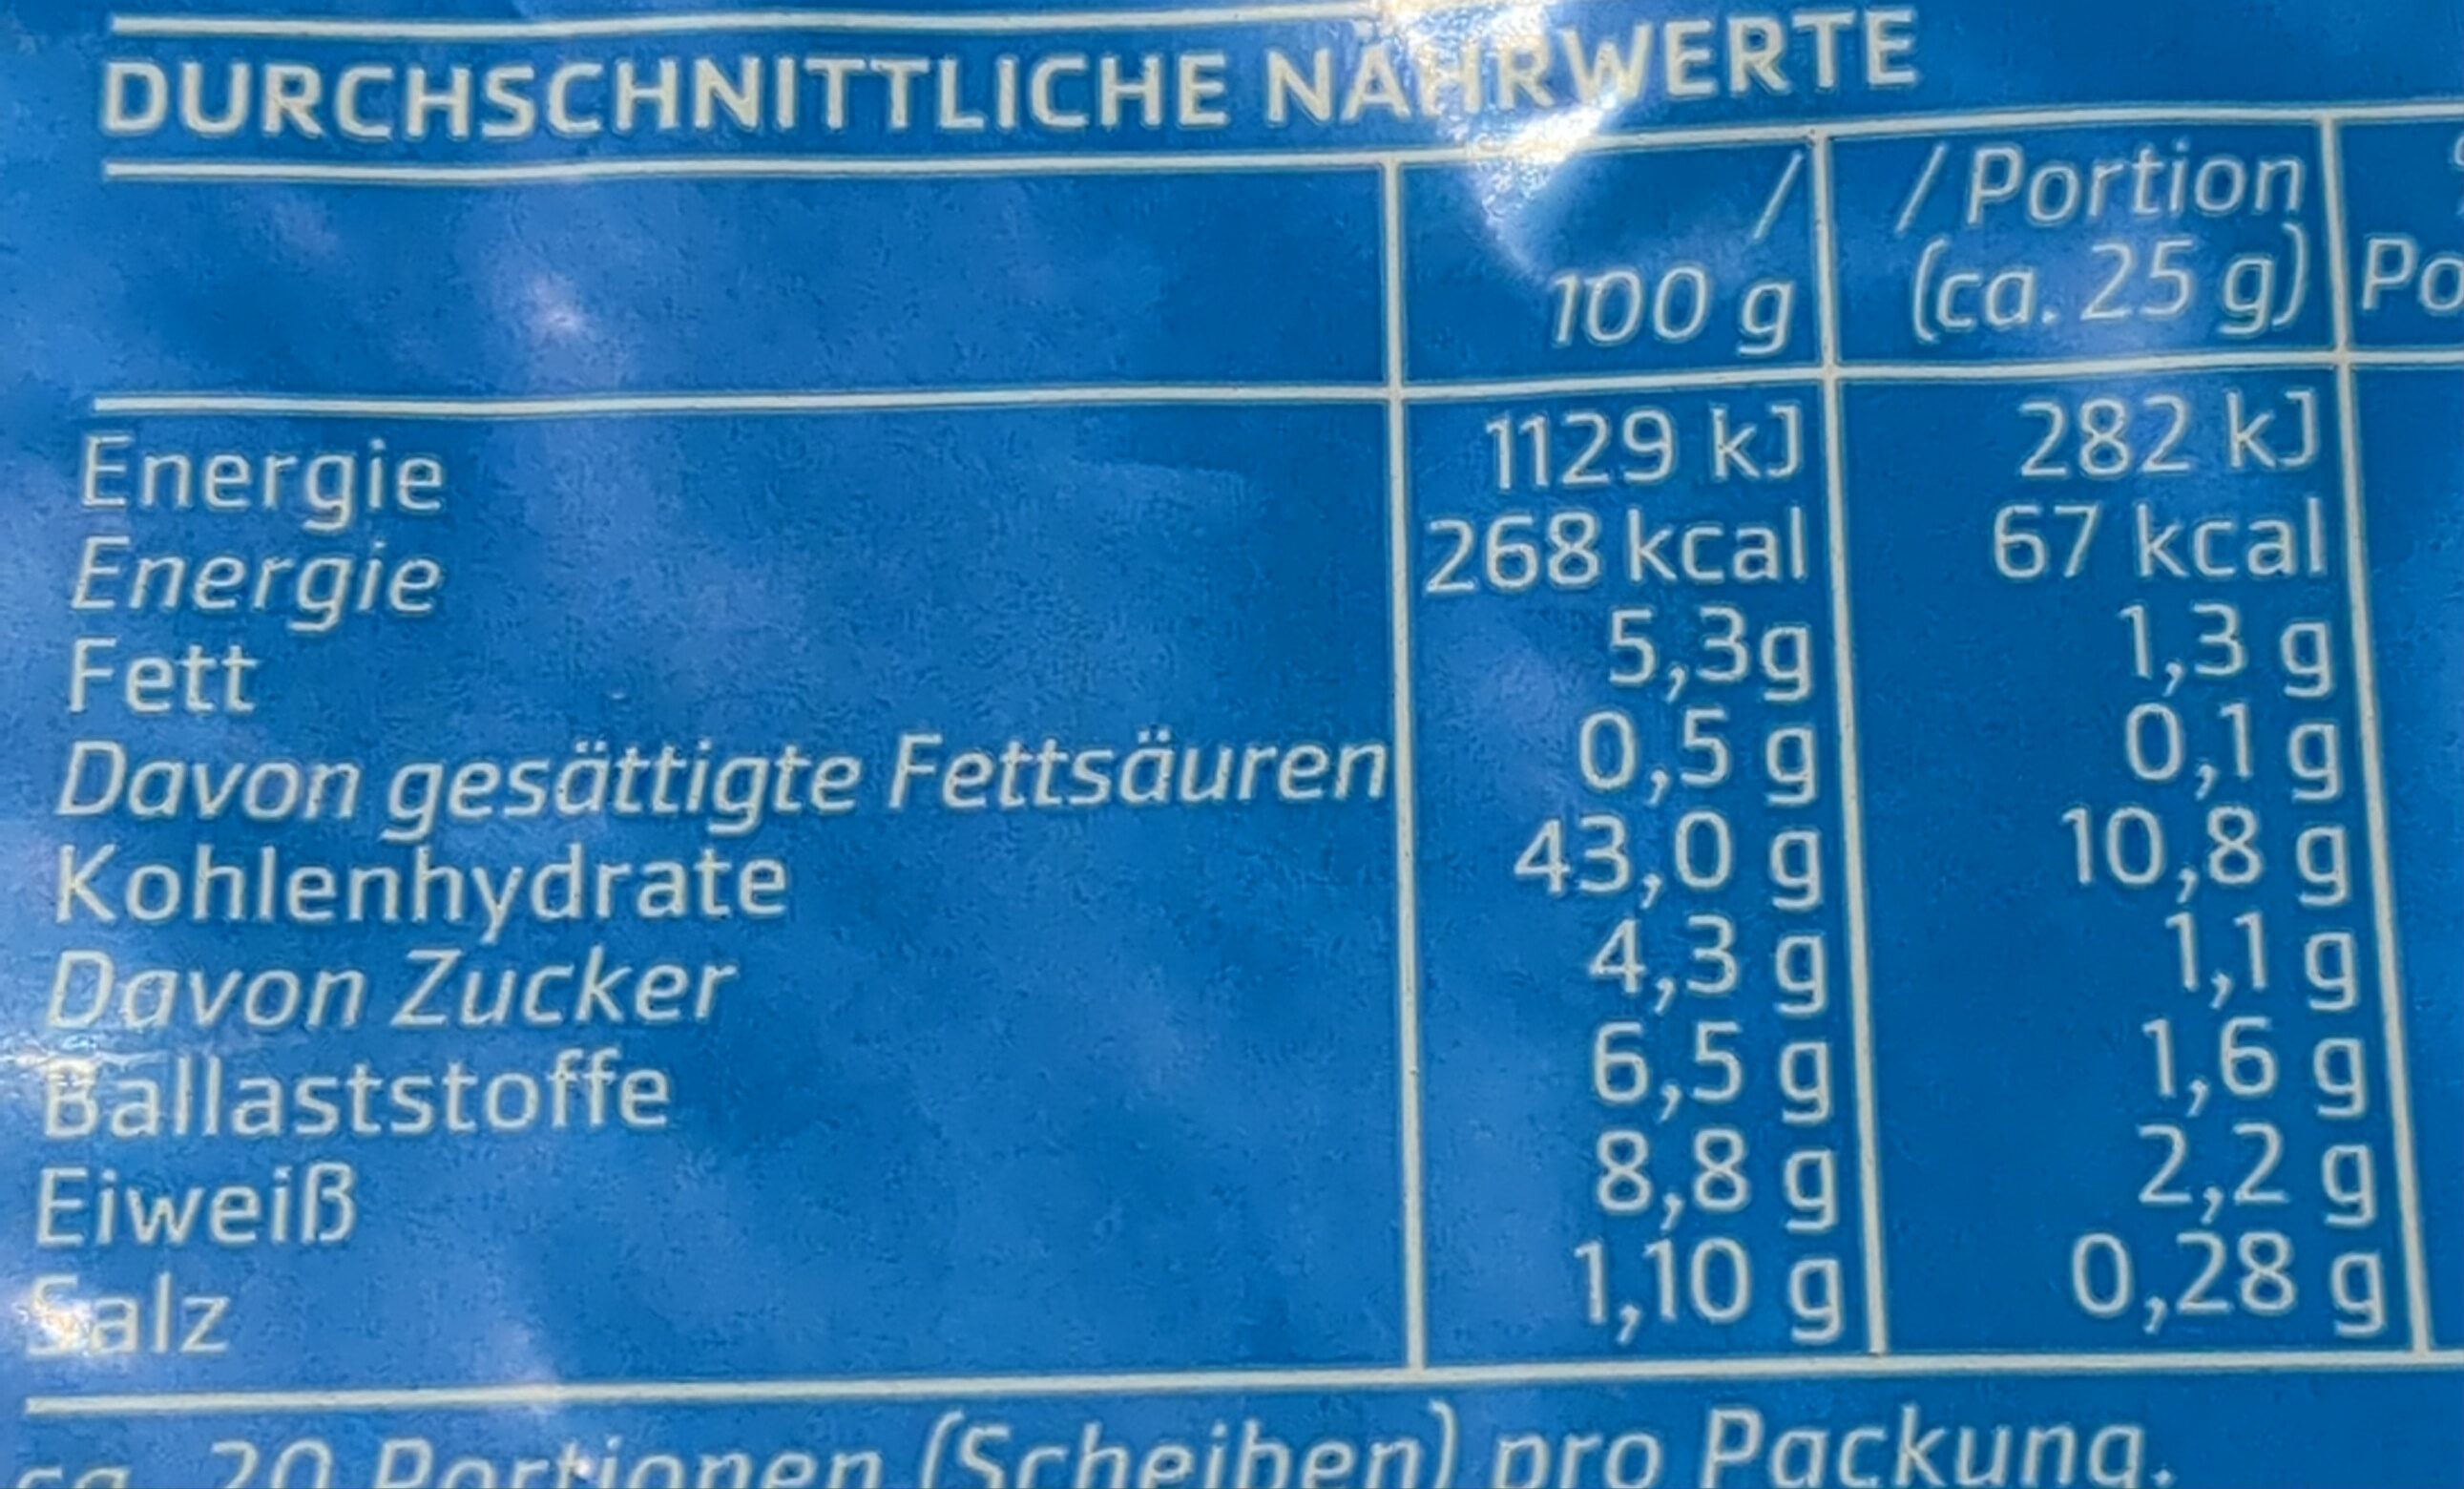 DURCHSCHNITTLICHE NÄHRWERTE
/ / Portion
100 g (ca. 25 g) Po
Energie 1129 kJ 282 kJ
Energie 268 kcal 67 kcal
Fett 5,3g 1,3 g
Davon gesättigte Fettsäuren 0,5 g 0,1 g
Kohlenhydrate 43,0 g 10,8 g
Davon Zucker 4,3 g 1,1 g
Ballaststoffe 6,5 g 1,6 g
Eiweiß 8,8 g 2,2 g
Salz 1,10 g 0,28 g
ca. 20 Portionen (Scheiben) pro Packung.